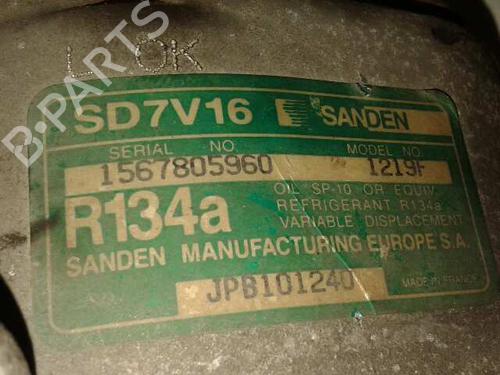 L OK
B-PARTS
SD7V16 SANDEN
SERIAL NO. MODEL NO.
1567805960 1219F
OIL SP-10 OR EQUIV.
R134a REFRIGERANT R134a
VARIABLE DISPLACEMENT
SANDEN MANUFACTURING EUROPE S.A.
JPB101240
MADE IN FRANCE